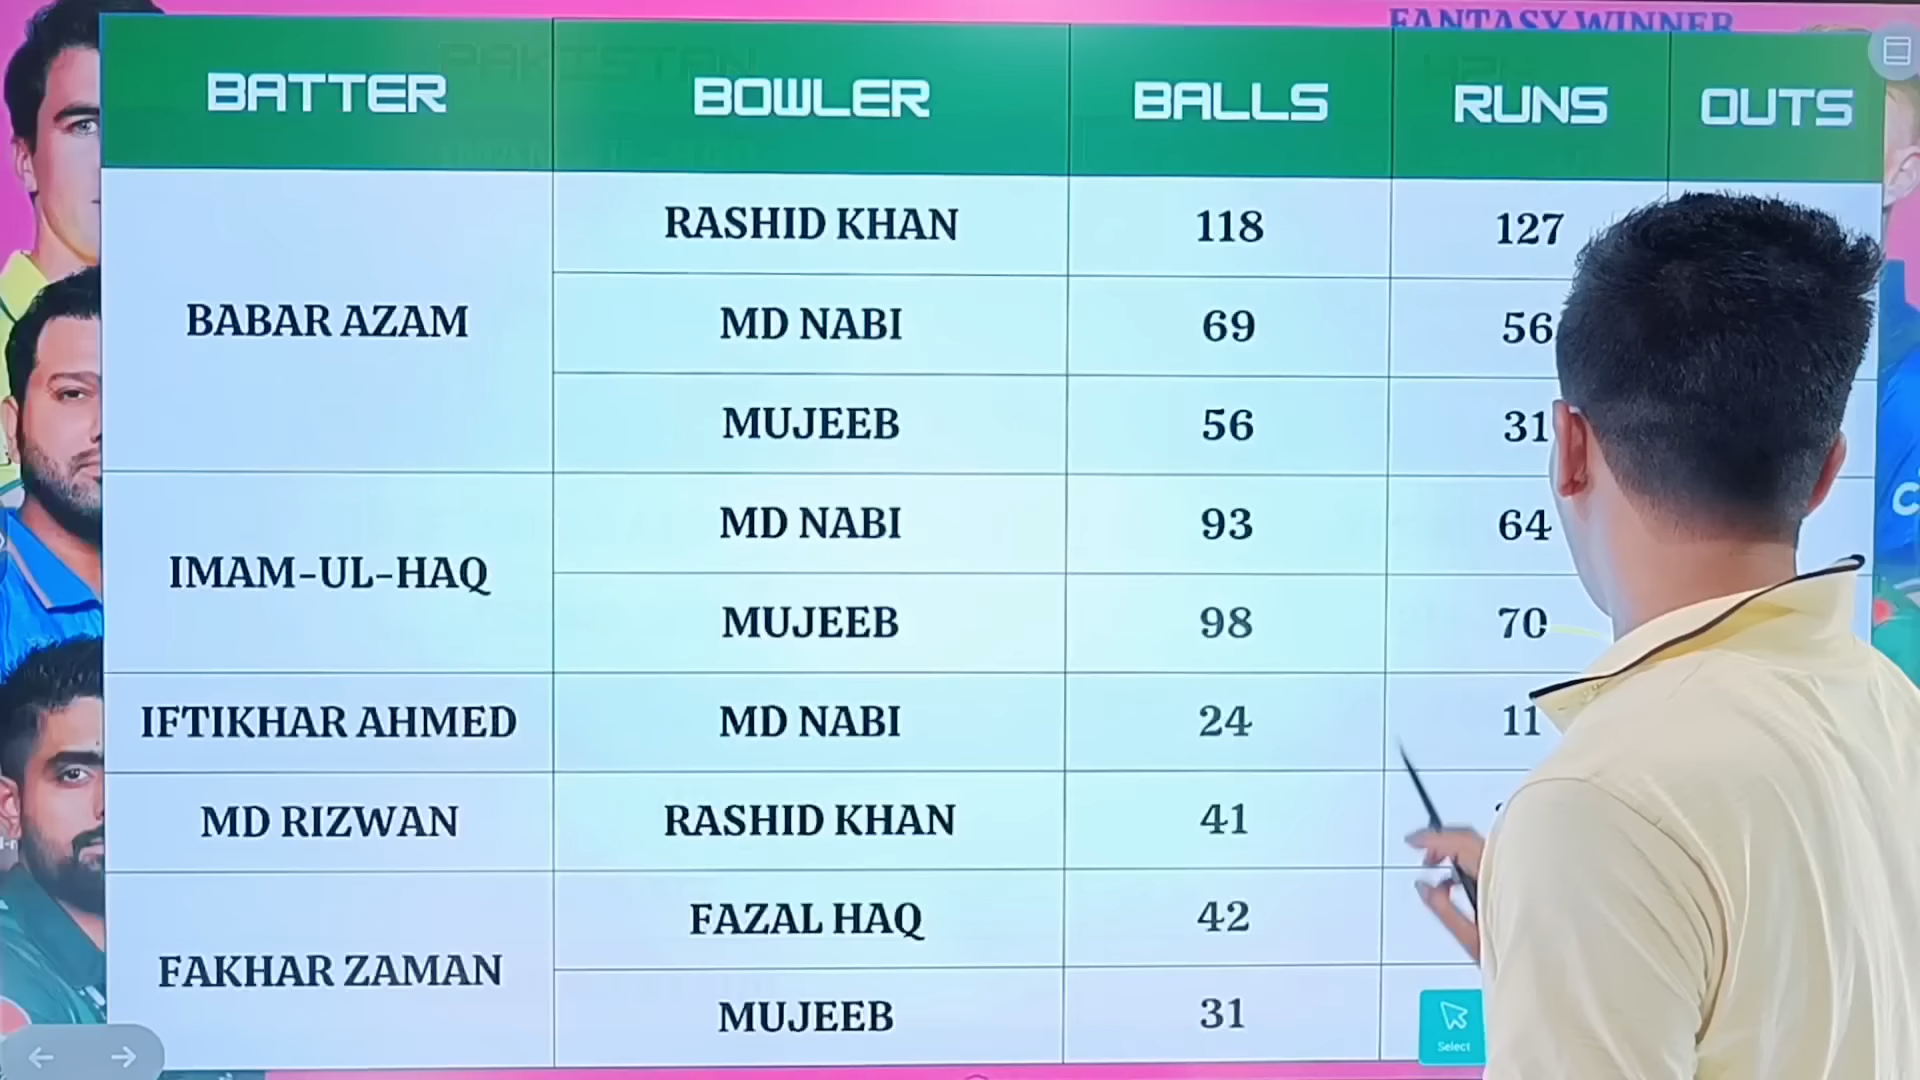 FANTASY WINNER
PAKISTAN
BATTER BOWLER BALLS RUNS OUTS
BABAR AZAM
RASHID KHAN 118 127
MD NABI 69 56
MUJEEB 56 31
IMAM-UL-HAQ
MD NABI 93 64
MUJEEB 98 70
IFTIKHAR AHMED MD NABI 24 11
MD RIZWAN RASHID KHAN 41
FAKHAR ZAMAN
FAZAL HAQ 42
MUJEEB 31
Select